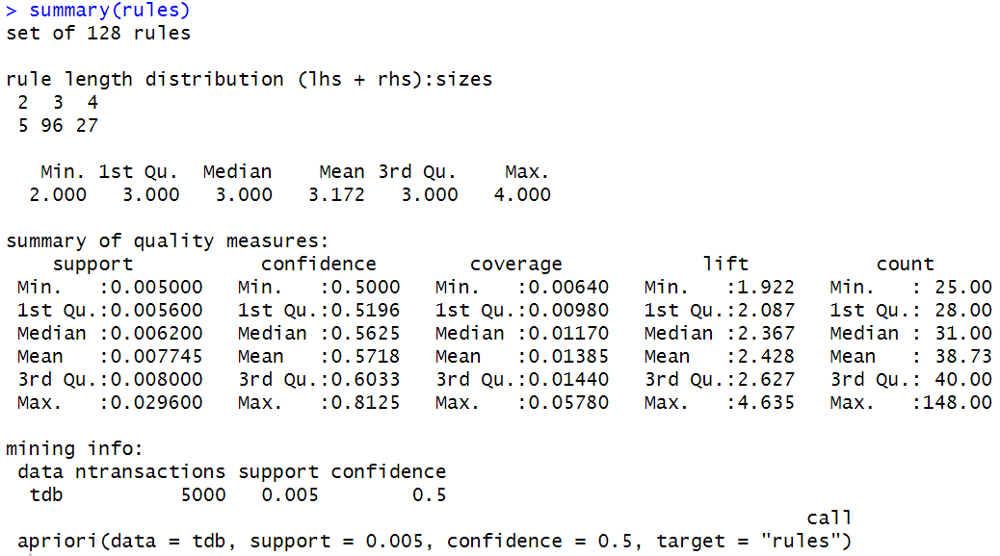 > summary(rules)
set of 128 rules
rule length distribution (lhs + rhs):sizes
2 3 4
5 96 27
Min. 1st Qu. Median Mean 3rd Qu. Max.
2.000 3.000 3.000 3.172 3.000 4.000
summary of quality measures:
support confidence coverage lift count
Min. :0.005000 Min. :0.5000 Min. :0.00640 Min. :1.922 Min. : 25.00
1st Qu.:0.005600 1st Qu.:0.5196 1st Qu.:0.00980 1st Qu.:2.087 1st Qu.: 28.00
Median :0.006200 Median :0.5625 Median :0.01170 Median :2.367 Median : 31.00
Mean :0.007745 Mean :0.5718 Mean :0.01385 Mean :2.428 Mean : 38.73
3rd Qu.:0.008000 3rd Qu.:0.6033 3rd Qu.:0.01440 3rd Qu.:2.627 3rd Qu.: 40.00
Max. :0.029600 Max. :0.8125 Max. :0.05780 Max. :4.635 Max. :148.00
mining info:
data ntransactions support confidence
tdb 5000 0.005 0.5
call
apriori(data = tdb, support = 0.005, confidence = 0.5, target = "rules")